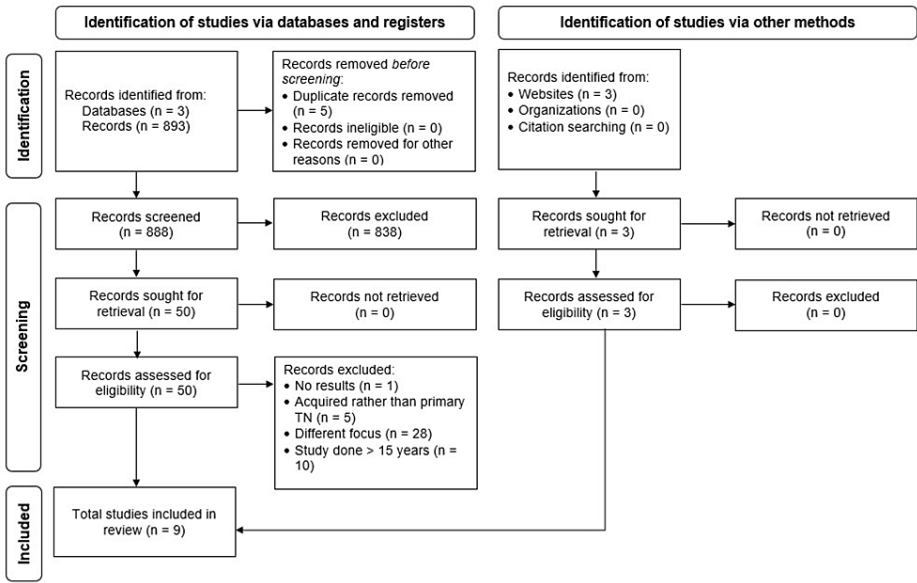 Identification of studies via databases and registers
Identification of studies via other methods
Identification
Records identified from:
Databases (n = 3)
Records (n = 893)
Records removed before
screening:
• Duplicate records removed
(n = 5)
• Records ineligible (n = 0)
• Records removed for other
reasons (n = 0)
Records identified from:
• Websites (n = 3)
• Organizations (n = 0)
• Citation searching (n = 0)
Screening
Records screened
(n = 888)
Records excluded
(n = 838)
Records sought for
retrieval (n = 3)
Records not retrieved
(n = 0)
Records sought for
retrieval (n = 50)
Records not retrieved
(n = 0)
Records assessed for
eligibility (n = 3)
Records excluded
(n = 0)
Records assessed for
eligibility (n = 50)
Records excluded:
• No results (n = 1)
• Acquired rather than primary
TN (n = 5)
• Different focus (n = 28)
• Study done > 15 years (n =
10)
Included
Total studies included in
review (n = 9)